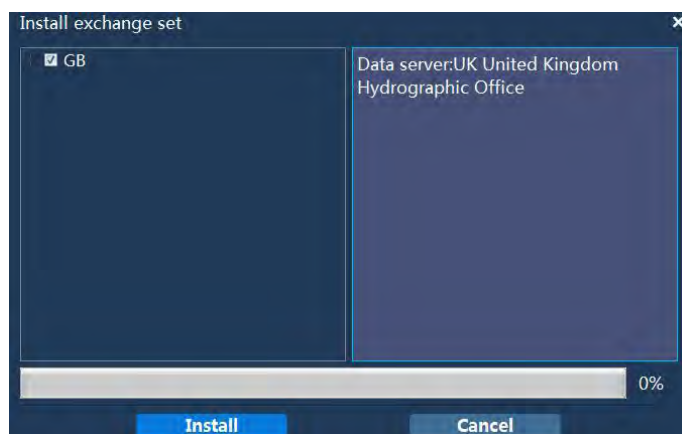 Install exchange set
×
GB
Data server:UK United Kingdom
Hydrographic Office
0%
Install
Cancel